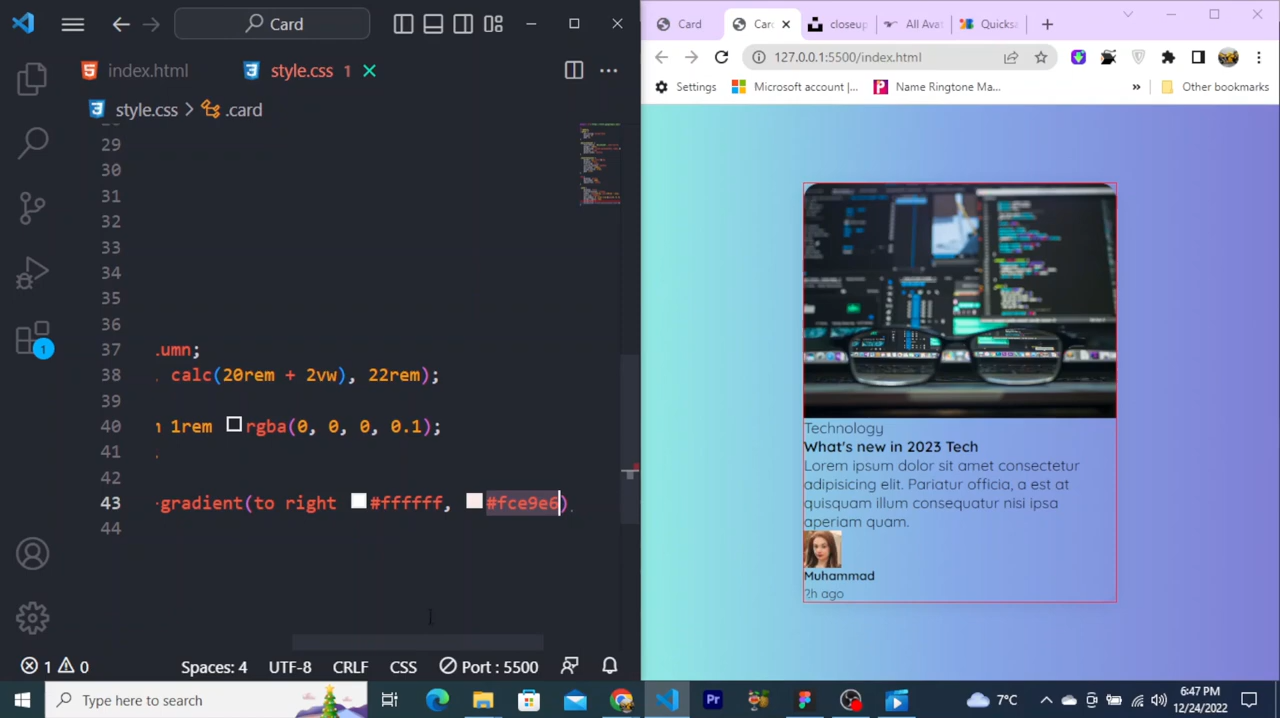 Card
index.html
style.css 1
style.css > .card
29
30
31
32
33
34
35
36
37 umn;
38 calc(20rem + 2vw), 22rem);
39
40 1rem rgba(0, 0, 0, 0.1);
41
42
43 gradient(to right #ffffff, #fce9e6)
44
1
1 0 Spaces: 4 UTF-8 CRLF CSS Port : 5500
Card
Car
closeup
All Ava
Quicks
127.0.0.1:5500/index.html
Settings
Microsoft account |...
Name Ringtone Ma...
»
Other bookmarks
Technology
What's new in 2023 Tech
Lorem ipsum dolor sit amet consectetur
adipisicing elit. Pariatur officia, a est at
quisquam illum consequatur nisi ipsa
aperiam quam.
Muhammad
2h ago
Type here to search
Pr
7°C
6:47 PM
12/24/2022